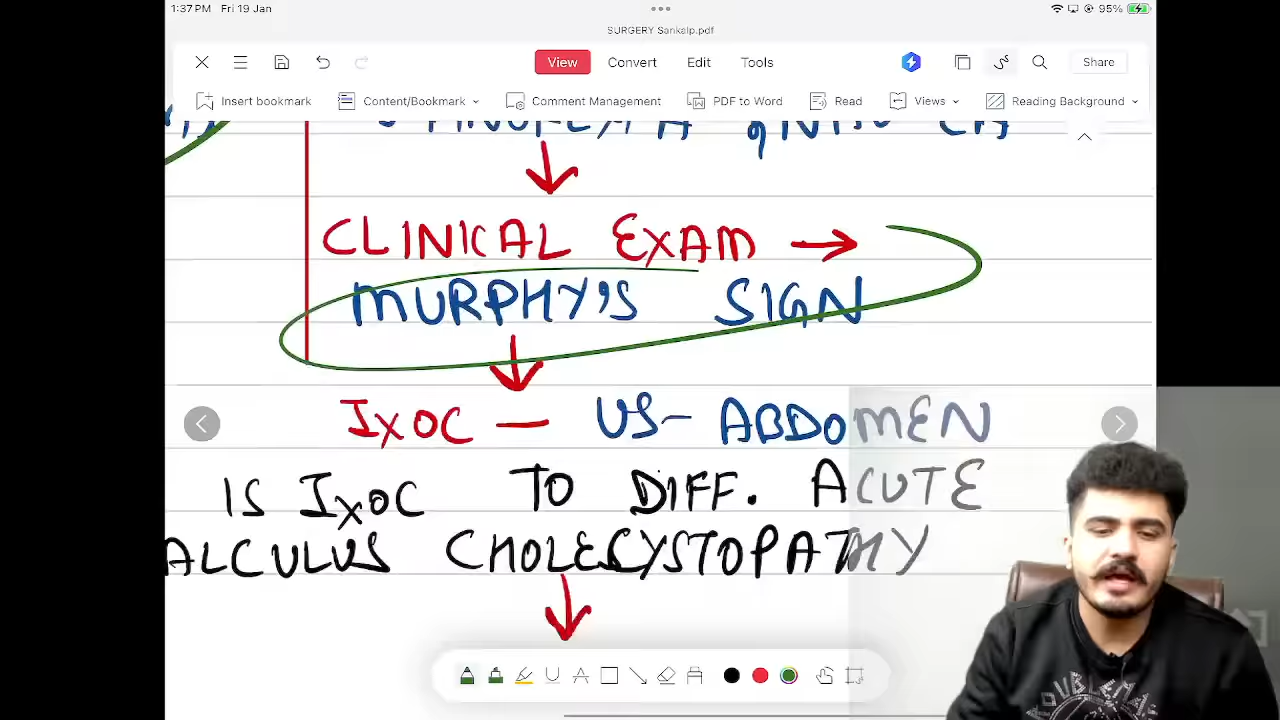 1:37 PM Fri 19 Jan
95%
SURGERY Sankalp.pdf
View Convert Edit Tools Share
Insert bookmark Content/Bookmark Comment Management PDF to Word Read Views Reading Background
CLINICAL EXAM →
MURPHY'S SIGN
IxOC — US- ABDOMEN
IS IxOC TO DIFF. ACUTE
ALCULUS CHOLECYSTOPATHY